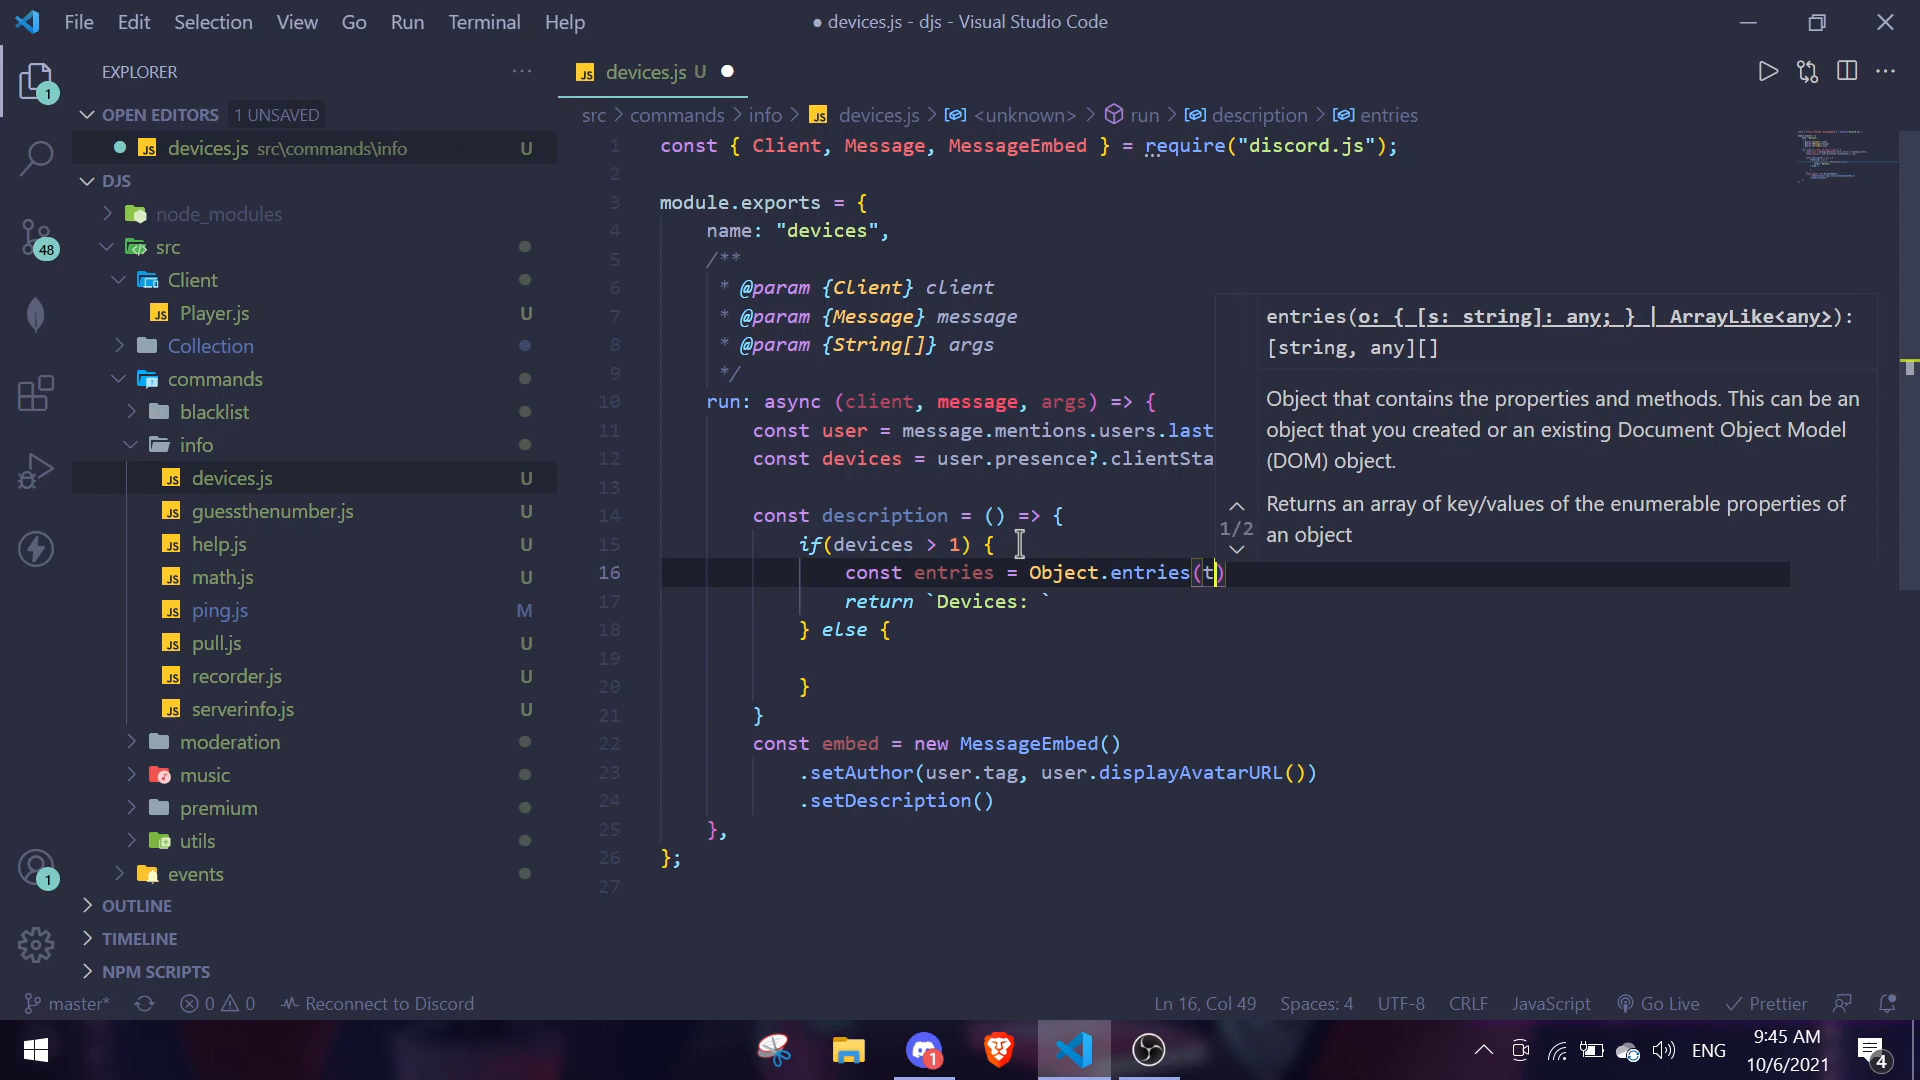 File Edit Selection View Go Run Terminal Help
● devices.js - djs - Visual Studio Code
EXPLORER
OPEN EDITORS 1 UNSAVED
devices.js src\commands\info U
DJS
node_modules
src
Client
Player.js U
Collection
commands
blacklist
info
devices.js U
guessthenumber.js U
help.js U
math.js U
ping.js M
pull.js U
recorder.js U
serverinfo.js U
moderation
music
premium
utils
events
OUTLINE
TIMELINE
NPM SCRIPTS
1
48
1
devices.js U
src > commands > info > devices.js > <unknown> > run > description > entries
1 const { Client, Message, MessageEmbed } = require("discord.js");
2
3 module.exports = {
4 name: "devices",
5 /**
6 * @param {Client} client
7 * @param {Message} message
8 * @param {String[]} args
9 */
10 run: async (client, message, args) => {
11 const user = message.mentions.users.last
12 const devices = user.presence?.clientSta
13
14 const description = () => {
15 if(devices > 1) {
16 const entries = Object.entries(t)
17 return `Devices: `
18 } else {
19
20 }
21 }
22 const embed = new MessageEmbed()
23 .setAuthor(user.tag, user.displayAvatarURL())
24 .setDescription()
25 },
26 };
27
1/2
entries(o: { [s: string]: any; } | ArrayLike<any>):
[string, any][]
Object that contains the properties and methods. This can be an
object that you created or an existing Document Object Model
(DOM) object.
Returns an array of key/values of the enumerable properties of
an object
master* 0 0 Reconnect to Discord
Ln 16, Col 49 Spaces: 4 UTF-8 CRLF JavaScript Go Live Prettier
1
ENG
9:45 AM
10/6/2021
4